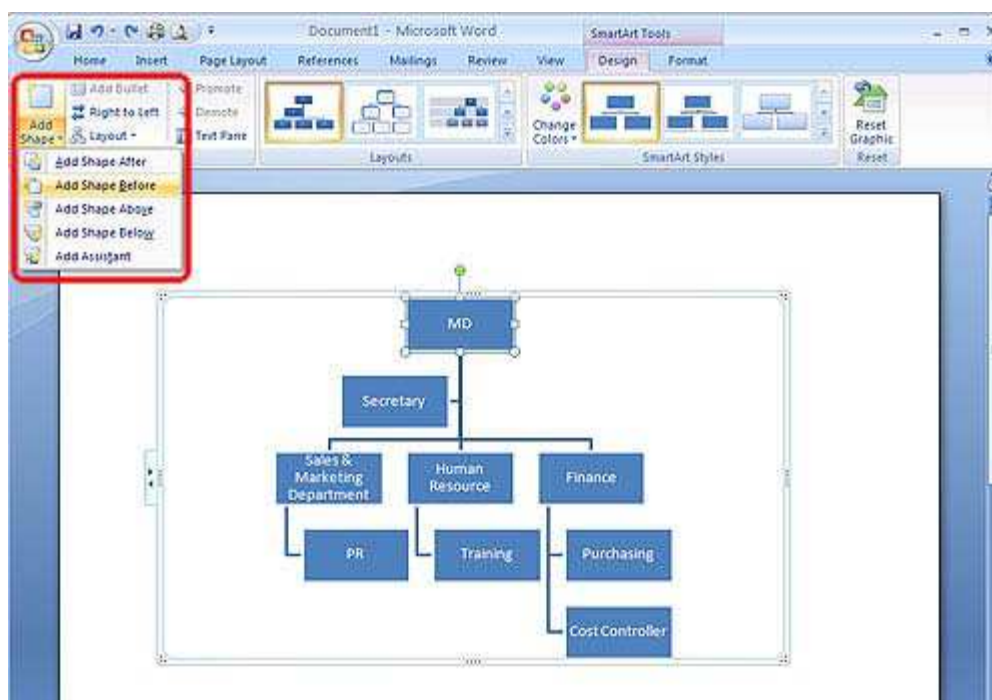 Document1 - Microsoft Word
SmartArt Tools
Home Insert Page Layout References Mailings Review View Design Format
Add Shape
Add Bullet
Right to Left
Layout
Promote
Demote
Text Pane
Layouts
Change Colors
SmartArt Styles
Reset Graphic
Reset
Add Shape After
Add Shape Before
Add Shape Above
Add Shape Below
Add Assistant
MD
Secretary
Sales &
Marketing
Department
Human
Resource
Finance
PR
Training
Purchasing
Cost Controller